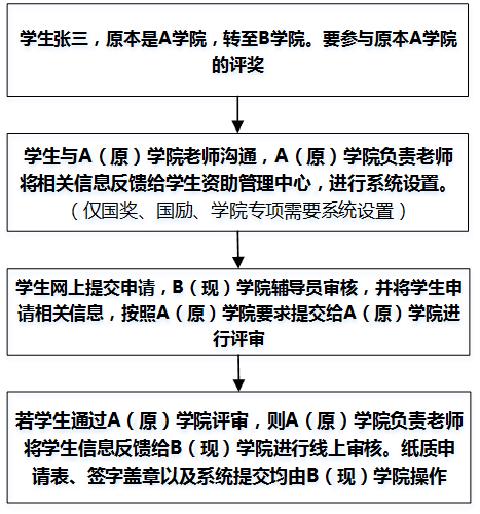 学生张三，原本是A学院，转至B学院。要参与原本A学院
的评奖
学生与A（原）学院老师沟通，A（原）学院负责老师
将相关信息反馈给学生资助管理中心，进行系统设置。
（仅国奖、国励、学院专项需要系统设置）
学生网上提交申请，B（现）学院辅导员审核，并将学生申
请相关信息，按照A（原）学院要求提交给A（原）学院进
行评审
若学生通过A（原）学院评审，则A（原）学院负责老师
将学生信息反馈给B（现）学院进行线上审核。纸质申
请表、签字盖章以及系统提交均由B（现）学院操作